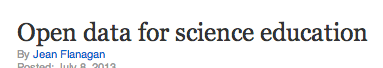 Open data for science education
By Jean Flanagan
Posted: July 8, 2013